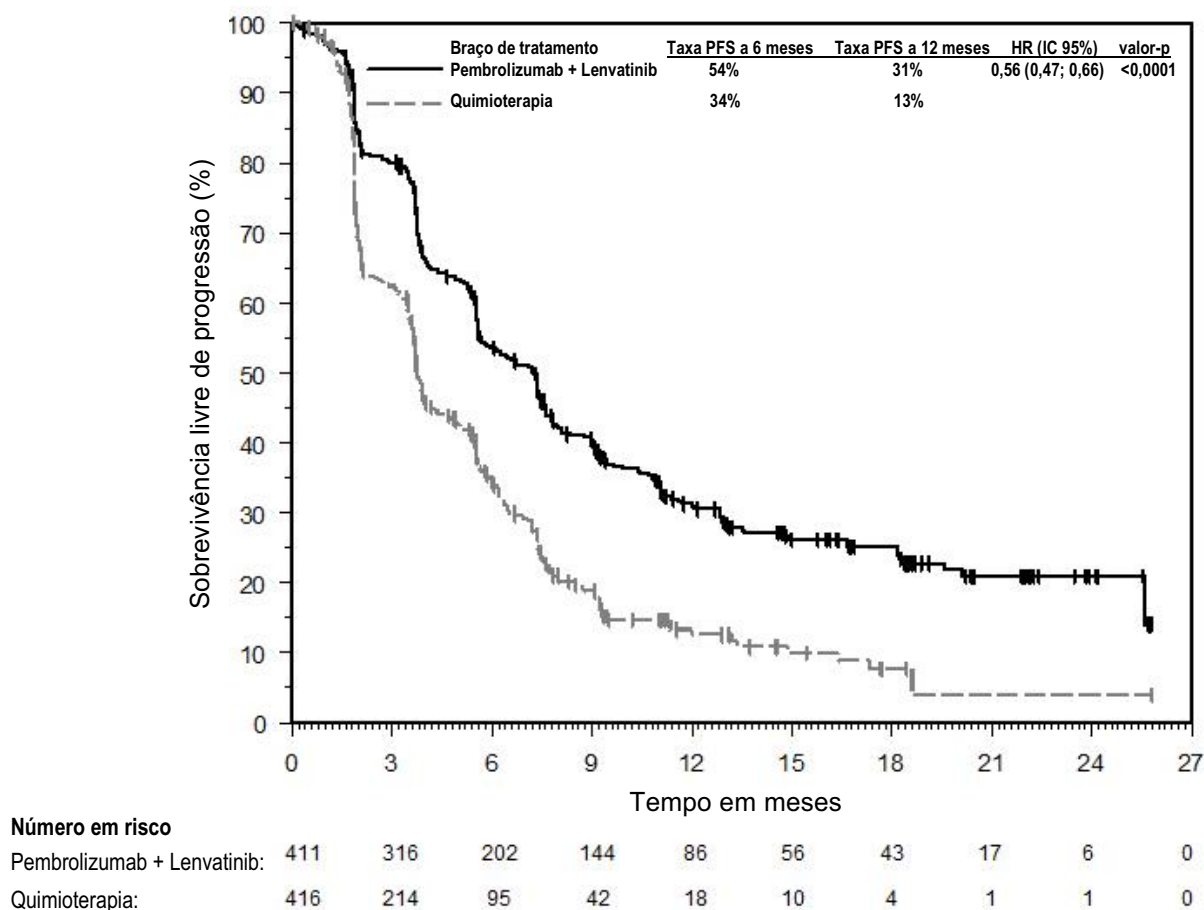 Braço de tratamento Taxa PFS a 6 meses Taxa PFS a 12 meses HR (IC 95%) valor-p
Pembrolizumab + Lenvatinib 54% 31% 0,56 (0,47; 0,66) <0,0001
Quimioterapia 34% 13%
Sobrevivência livre de progressão (%)
100
90
80
70
60
50
40
30
20
10
0
0 3 6 9 12 15 18 21 24 27
Tempo em meses
Número em risco
Pembrolizumab + Lenvatinib: 411 316 202 144 86 56 43 17 6 0
Quimioterapia: 416 214 95 42 18 10 4 1 1 0